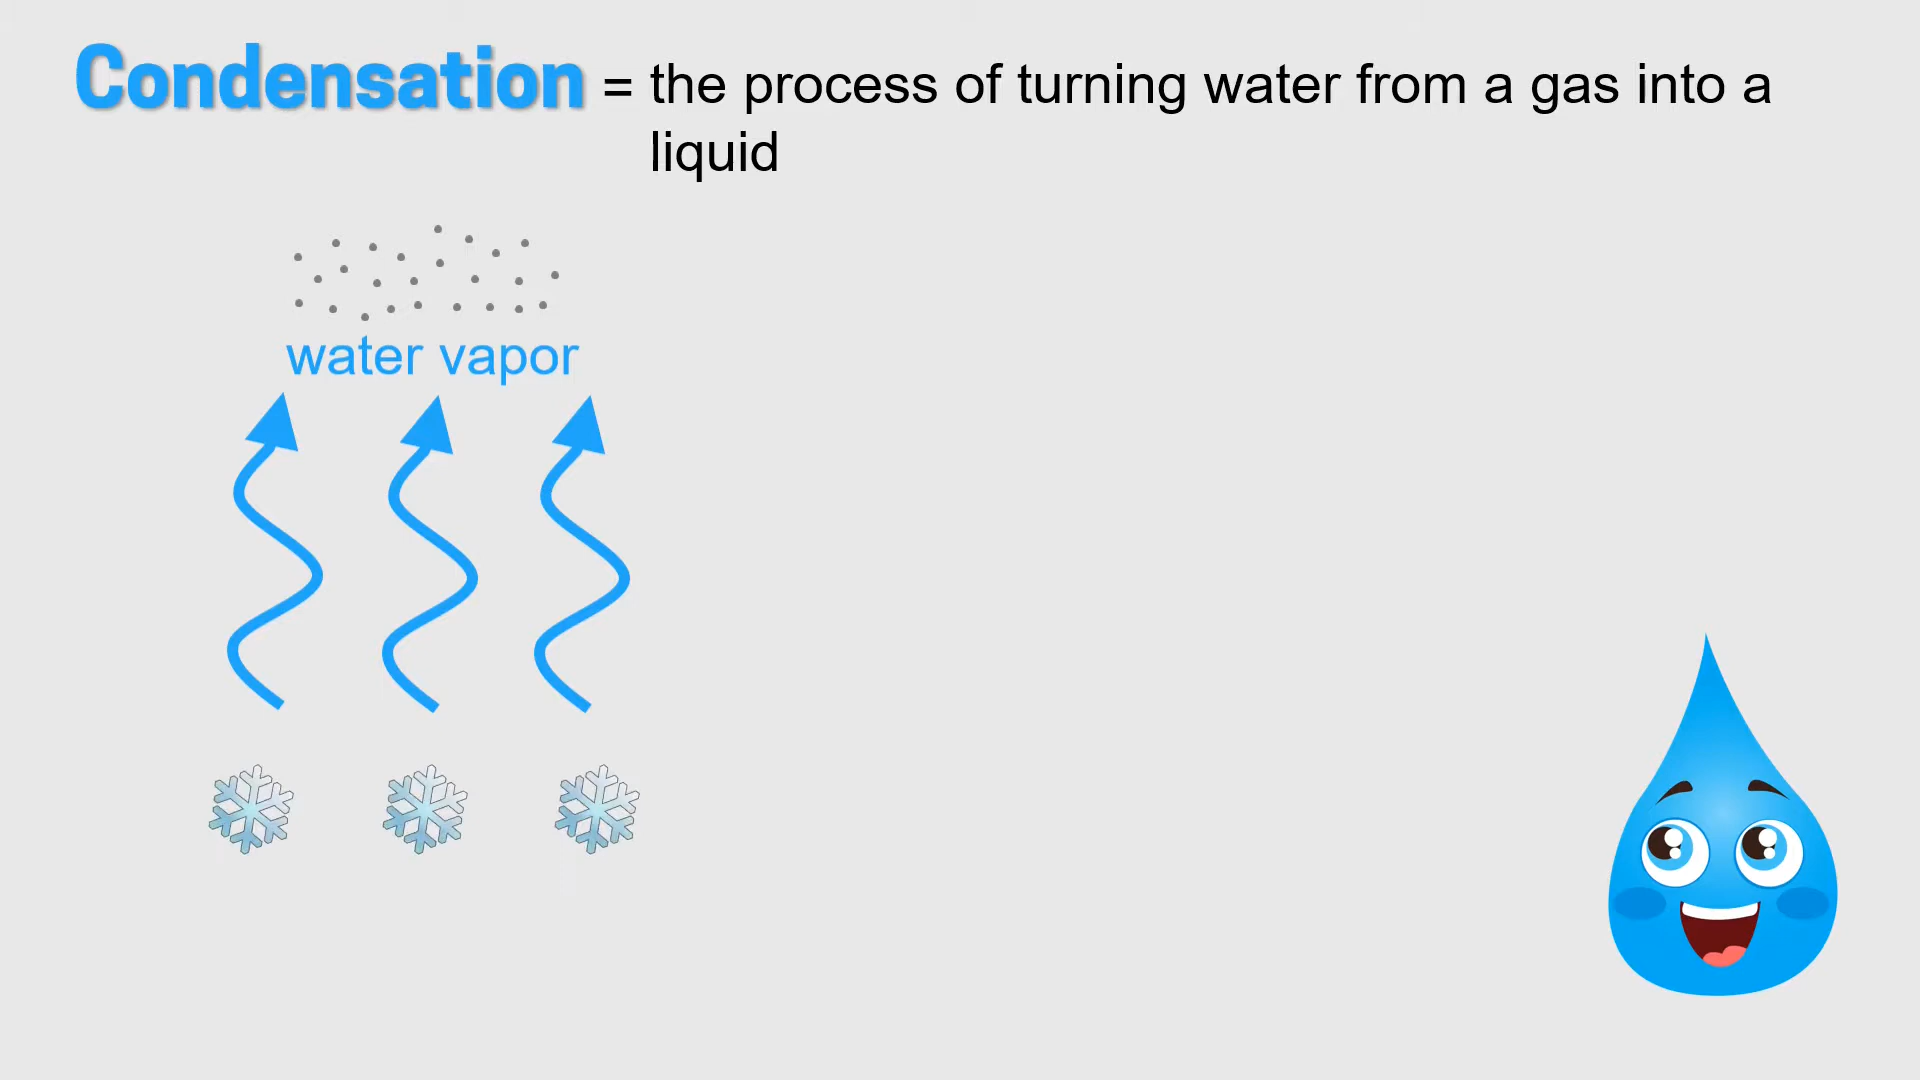 Condensation = the process of turning water from a gas into a
liquid
water vapor